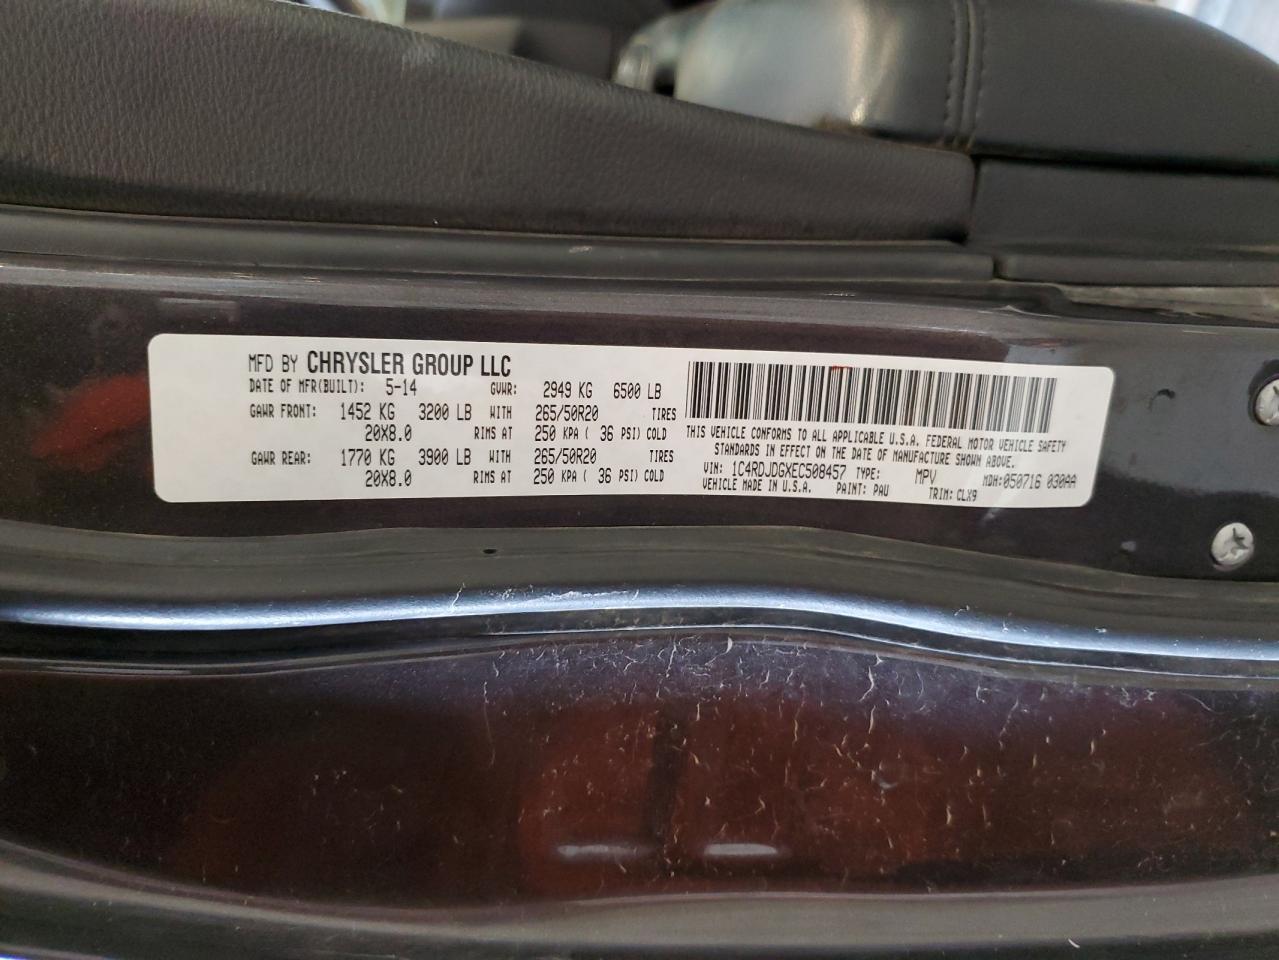 MFD BY CHRYSLER GROUP LLC
DATE OF MFR(BUILT): 5-14 GVWR: 2949 KG 6500 LB
GAWR FRONT: 1452 KG 3200 LB WITH 265/50R20 TIRES
20X8.0 RIMS AT 250 KPA ( 36 PSI) COLD
GAWR REAR: 1770 KG 3900 LB WITH 265/50R20 TIRES
20X8.0 RIMS AT 250 KPA ( 36 PSI) COLD
THIS VEHICLE CONFORMS TO ALL APPLICABLE U.S.A. FEDERAL MOTOR VEHICLE SAFETY
STANDARDS IN EFFECT ON THE DATE OF MANUFACTURE SHOWN ABOVE.
VIN: 1C4RDJDGXEC508457 TYPE: MPV MDH:050716 030AA
VEHICLE MADE IN U.S.A. PAINT: PAU TRIM: CLX9